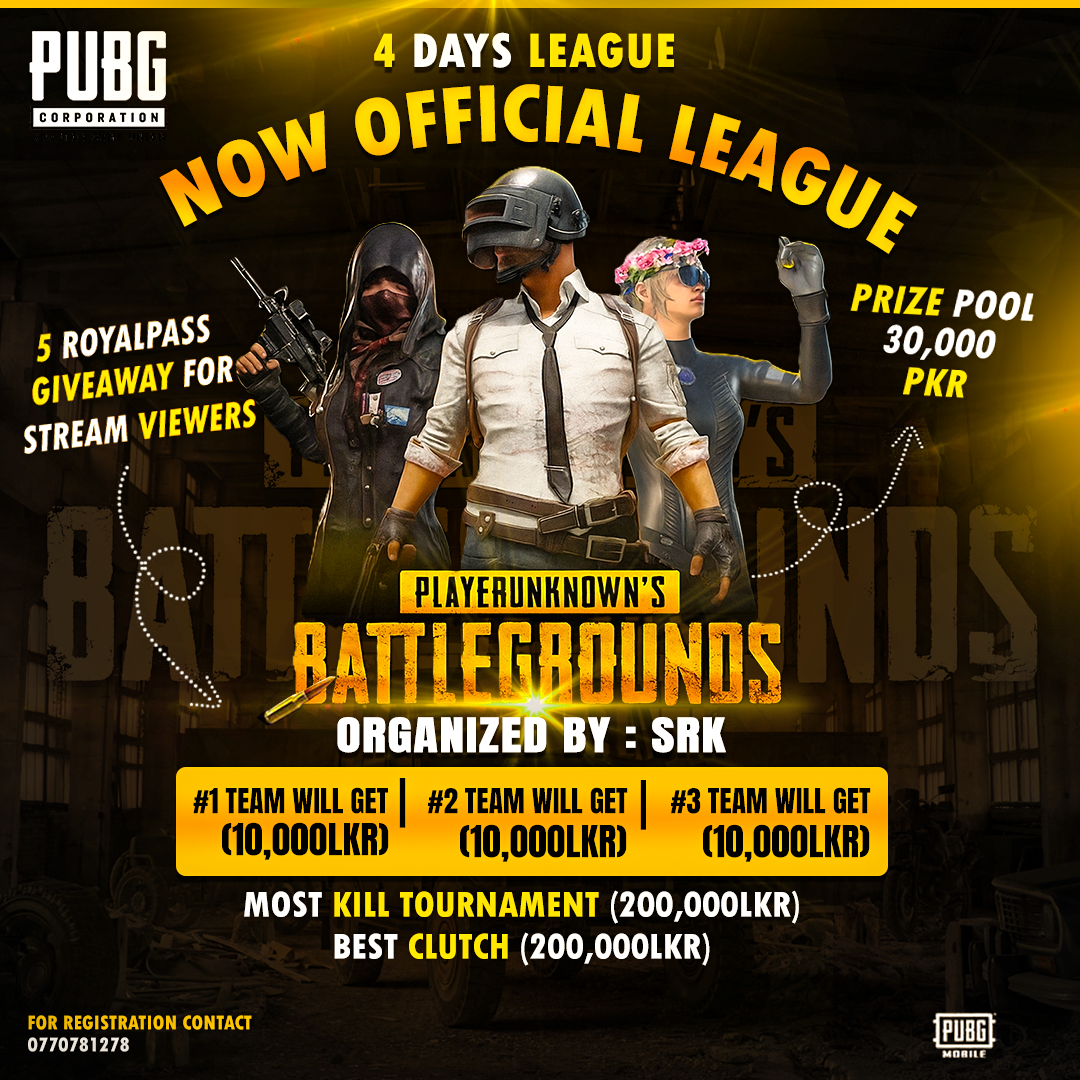 PUBG
CORPORATION
4 DAYS LEAGUE
NOW OFFICIAL LEAGUE
5 ROYALPASS
GIVEAWAY FOR
STREAM VIEWERS
PRIZE POOL
30,000
PKR
PLAYERUNKNOWN'S
BATTLEGROUNDS
ORGANIZED BY : SRK
#1 TEAM WILL GET | #2 TEAM WILL GET | #3 TEAM WILL GET
(10,000LKR) (10,000LKR) (10,000LKR)
MOST KILL TOURNAMENT (200,000LKR)
BEST CLUTCH (200,000LKR)
FOR REGISTRATION CONTACT
0770781278
PUBG
MOBILE